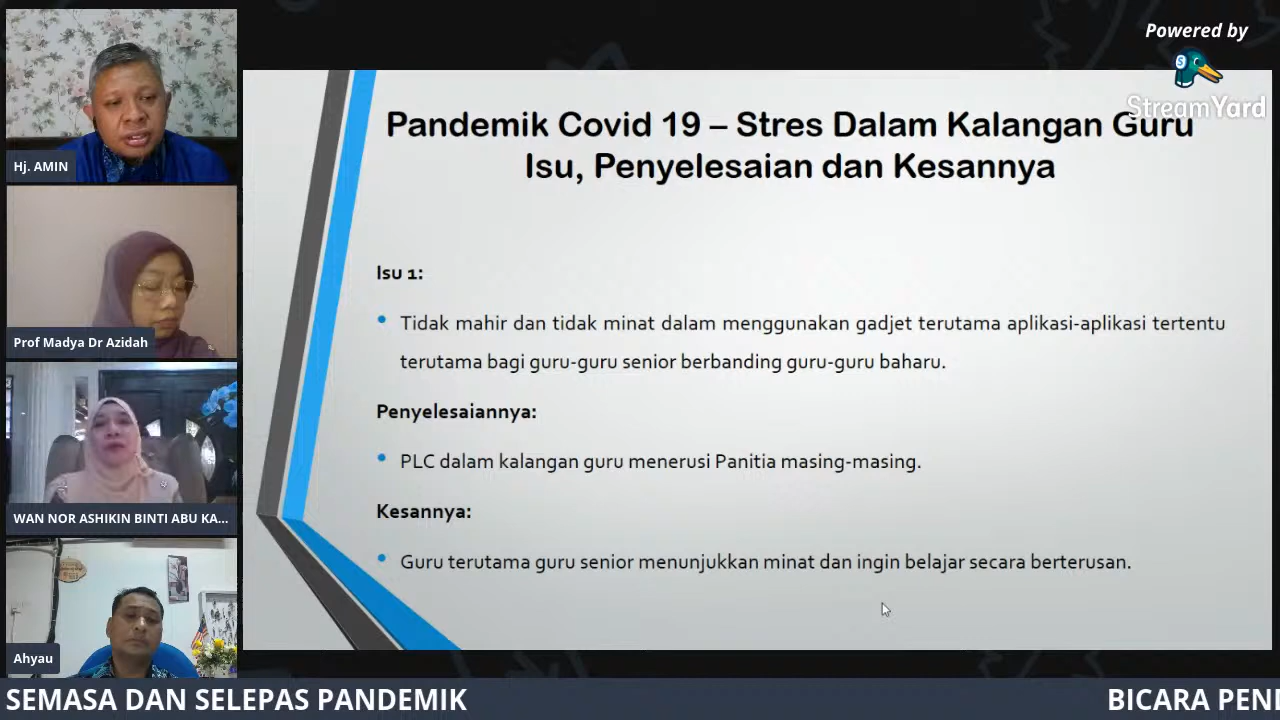 Powered by
StreamYard
Pandemik Covid 19 – Stres Dalam Kalangan Guru
Isu, Penyelesaian dan Kesannya
Isu 1:
Tidak mahir dan tidak minat dalam menggunakan gadjet terutama aplikasi-aplikasi tertentu
terutama bagi guru-guru senior berbanding guru-guru baharu.
Penyelesaiannya:
PLC dalam kalangan guru menerusi Panitia masing-masing.
Kesannya:
Guru terutama guru senior menunjukkan minat dan ingin belajar secara berterusan.
Hj. AMIN
Prof Madya Dr Azidah
WAN NOR ASHIKIN BINTI ABU KA...
Ahyau
SEMASA DAN SELEPAS PANDEMIK
BICARA